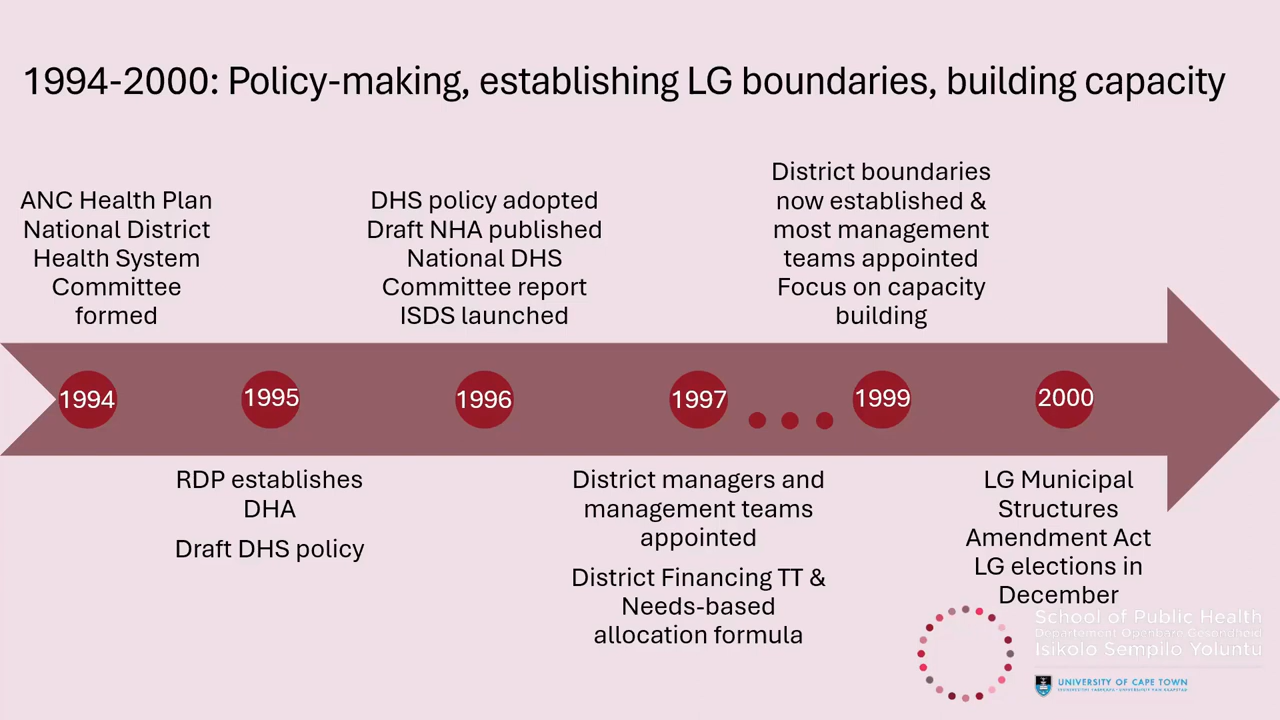 1994-2000: Policy-making, establishing LG boundaries, building capacity
ANC Health Plan
National District
Health System
Committee
formed
DHS policy adopted
Draft NHA published
National DHS
Committee report
ISDS launched
District boundaries
now established &
most management
teams appointed
Focus on capacity
building
1994
1995
1996
1997
1999
2000
RDP establishes
DHA
Draft DHS policy
District managers and
management teams
appointed
District Financing TT &
Needs-based
allocation formula
LG Municipal
Structures
Amendment Act
LG elections in
December
School of Public Health
Departement Openbare Gesondheid
Isikolo Sempilo Yoluntu
UNIVERSITY OF CAPE TOWN